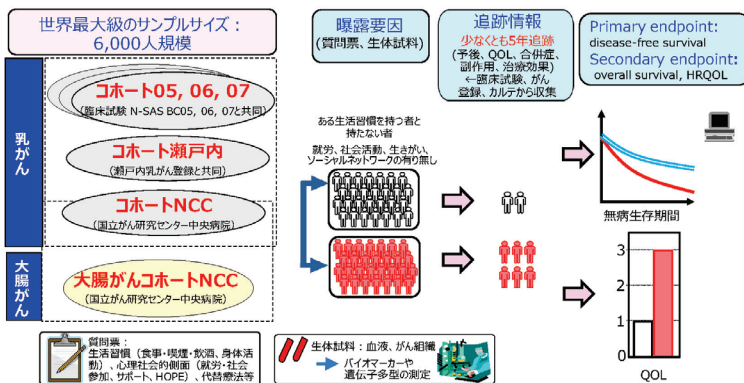 世界最大級のサンプルサイズ：
6,000人規模
曝露要因
(質問票、生体試料)
追跡情報
少なくとも5年追跡
(予後、QOL、合併症、
副作用、治療効果)
←臨床試験、がん
登録、カルテから収集
Primary endpoint:
disease-free survival
Secondary endpoint:
overall survival, HRQOL
乳がん
コホート05, 06, 07
(臨床試験 N-SAS BC05, 06, 07と共同)
コホート瀬戸内
(瀬戸内乳がん登録と共同)
コホートNCC
(国立がん研究センター中央病院)
大腸がん
大腸がんコホートNCC
(国立がん研究センター中央病院)
ある生活習慣を持つ者と
持たない者
就労、社会活動、生きがい、
ソーシャルネットワークの有り無し
無病生存期間
3
2
1
0
QOL
質問票：
生活習慣（食事・喫煙・飲酒、身体活
動）、心理社会的側面（就労・社会
参加、サポート、HOPE）、代替療法等
生体試料：血液、がん組織
→ バイオマーカーや
遺伝子多型の測定